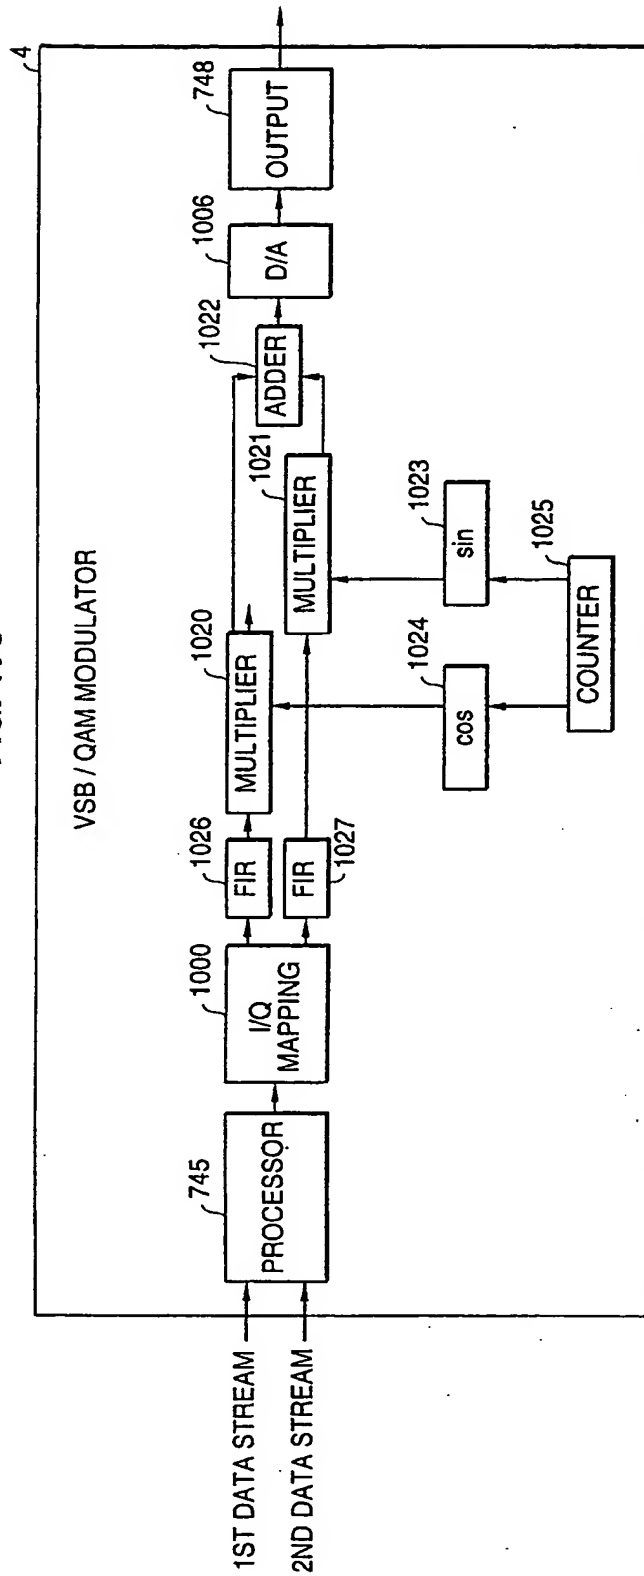 VSB / QAM MODULATOR
4
1ST DATA STREAM
2ND DATA STREAM
745
PROCESSOR
1000
I/Q
MAPPING
1026
FIR
FIR
1027
1020
MULTIPLIER
1021
MULTIPLIER
1022
ADDER
1006
D/A
748
OUTPUT
1024
cos
1023
sin
1025
COUNTER